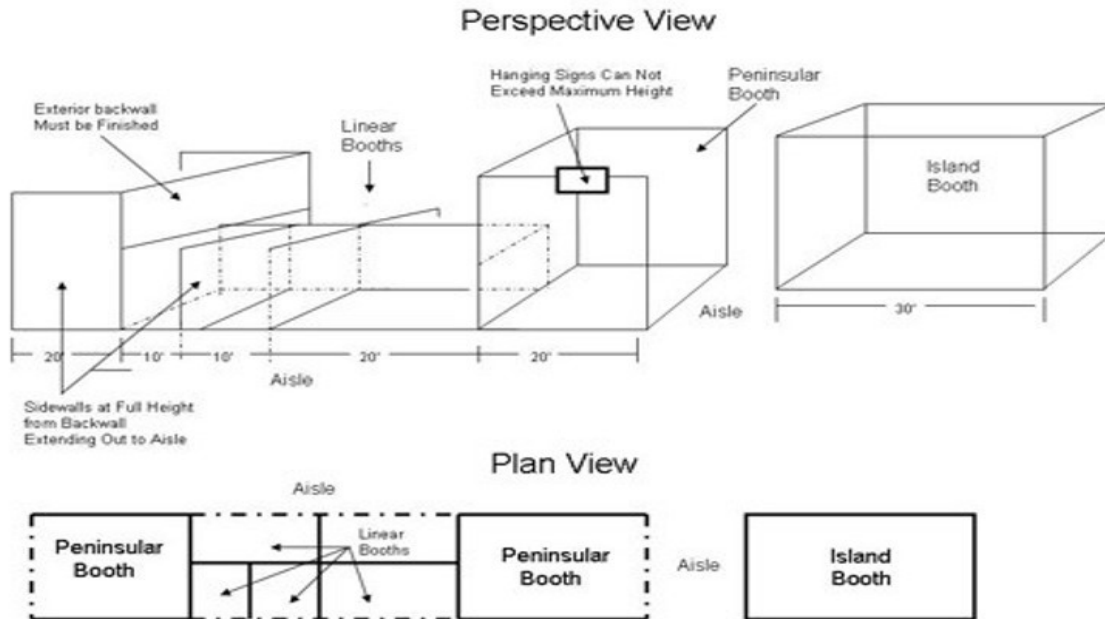 Perspective View
Hanging Signs Can Not
Exceed Maximum Height
Peninsular
Booth
Exterior backwall
Must be Finished
Linear
Booths
Island
Booth
Aisle
30'
20'
10'
10'
20'
20'
Aisle
Sidewalls at Full Height
from Backwall
Extending Out to Aisle
Plan View
Aisle
Linear
Booths
Peninsular
Booth
Peninsular
Booth
Aisle
Island
Booth